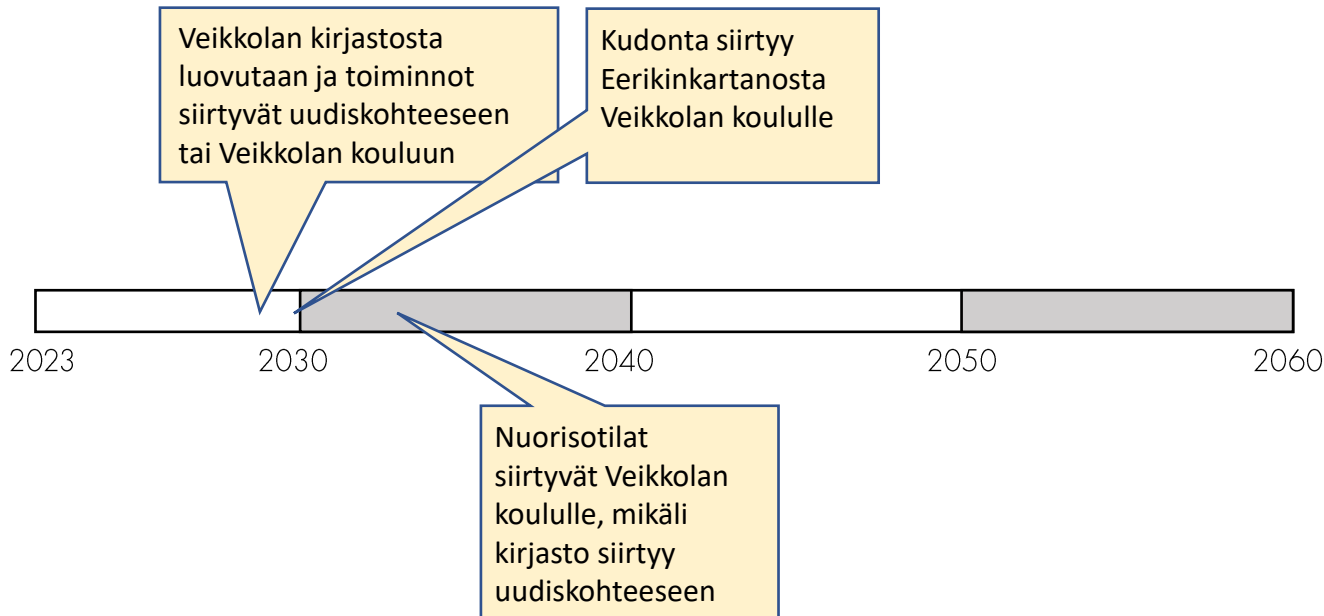 Veikkolan kirjastosta
luovutaan ja toiminnot
siirtyvät uudiskohteeseen
tai Veikkolan kouluun
Kudonta siirtyy
Eerikinkartanosta
Veikkolan koululle
2023
2030
2040
2050
2060
Nuorisotilat
siirtyvät Veikkolan
koululle, mikäli
kirjasto siirtyy
uudiskohteeseen